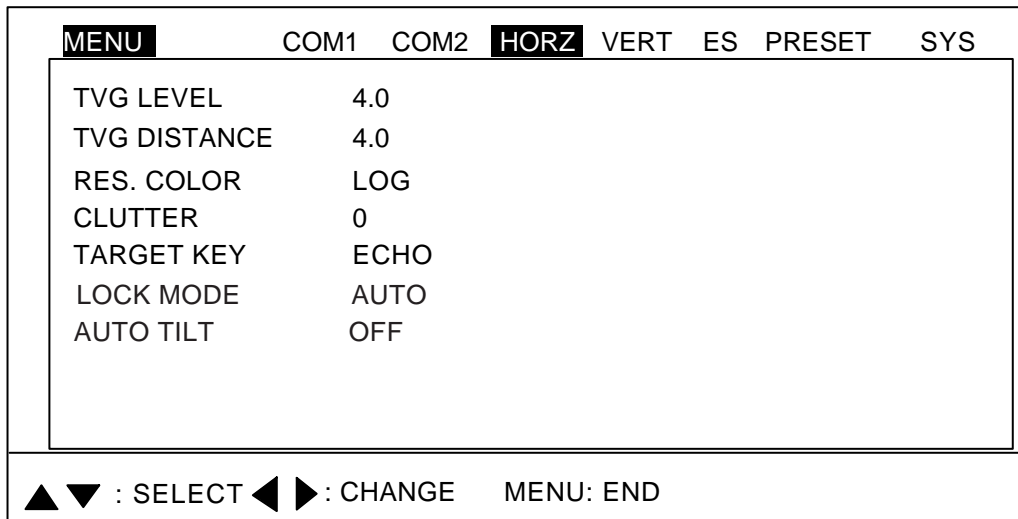 MENU COM1 COM2 HORZ VERT ES PRESET SYS
TVG LEVEL 4.0
TVG DISTANCE 4.0
RES. COLOR LOG
CLUTTER 0
TARGET KEY ECHO
LOCK MODE AUTO
AUTO TILT OFF
▲ ▼ : SELECT ◀ ▶ : CHANGE MENU: END